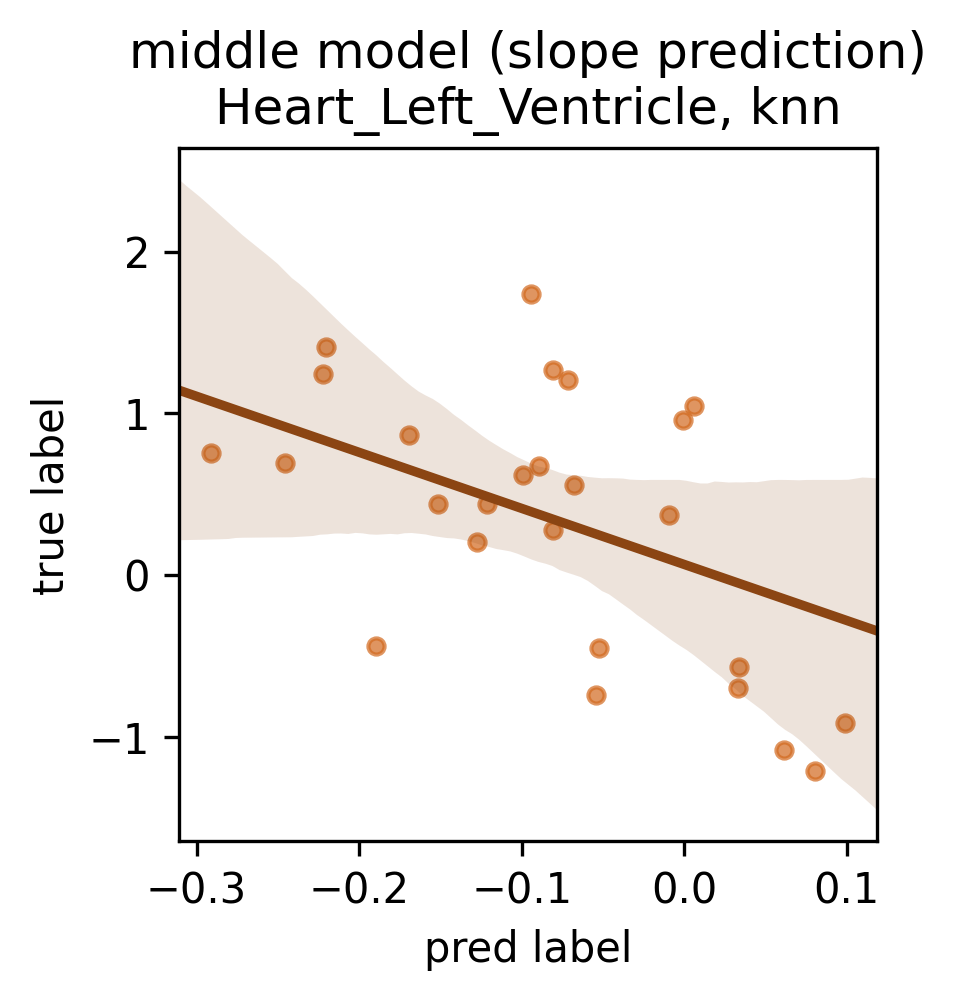 middle model (slope prediction)
Heart_Left_Ventricle, knn
2
1
0
−1
true label
−0.3
−0.2
−0.1
0.0
0.1
pred label